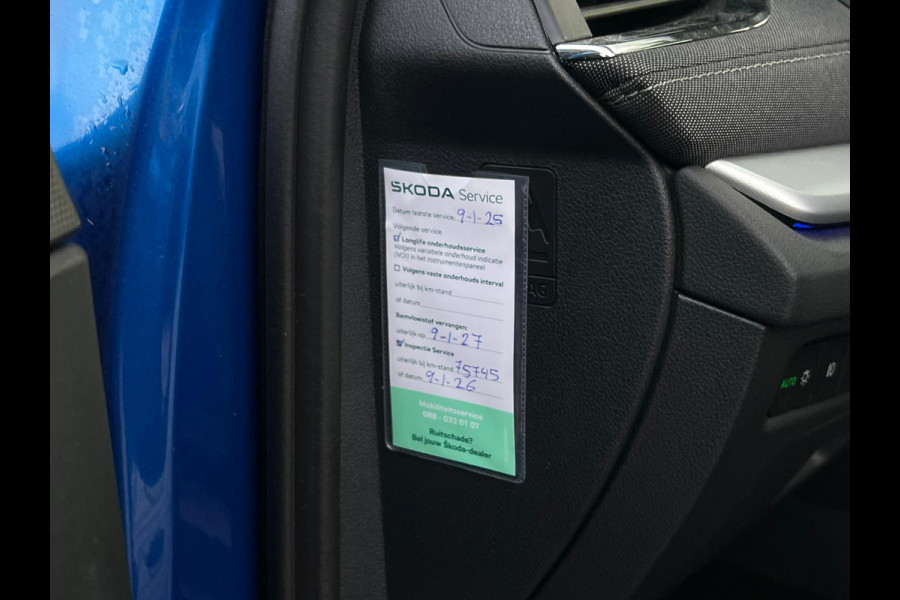 ŠKODA Service
Datum laatste service: 9-1-25
Volgende service
Longlife onderhoudsservice
Volgens variabele onderhoud indicatie
(VOI) in het instrumentenpaneel
Volgens vaste onderhouds interval
uiterlijk bij km-stand
of datum
Remvloeistof vervangen:
uiterlijk op: 9-1-27
Inspectie Service
uiterlijk bij km-stand 75745
of datum: 9-1-26
Mobiliteitsservice
088 - 033 01 07
Ruitschade?
Bel jouw Škoda-dealer
AUTO